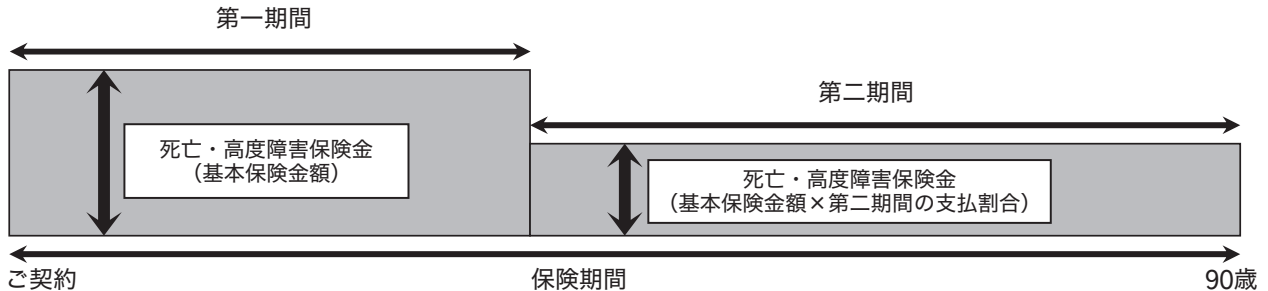 第一期間
第二期間
死亡・高度障害保険金
（基本保険金額）
死亡・高度障害保険金
（基本保険金額×第二期間の支払割合）
ご契約
保険期間
90歳